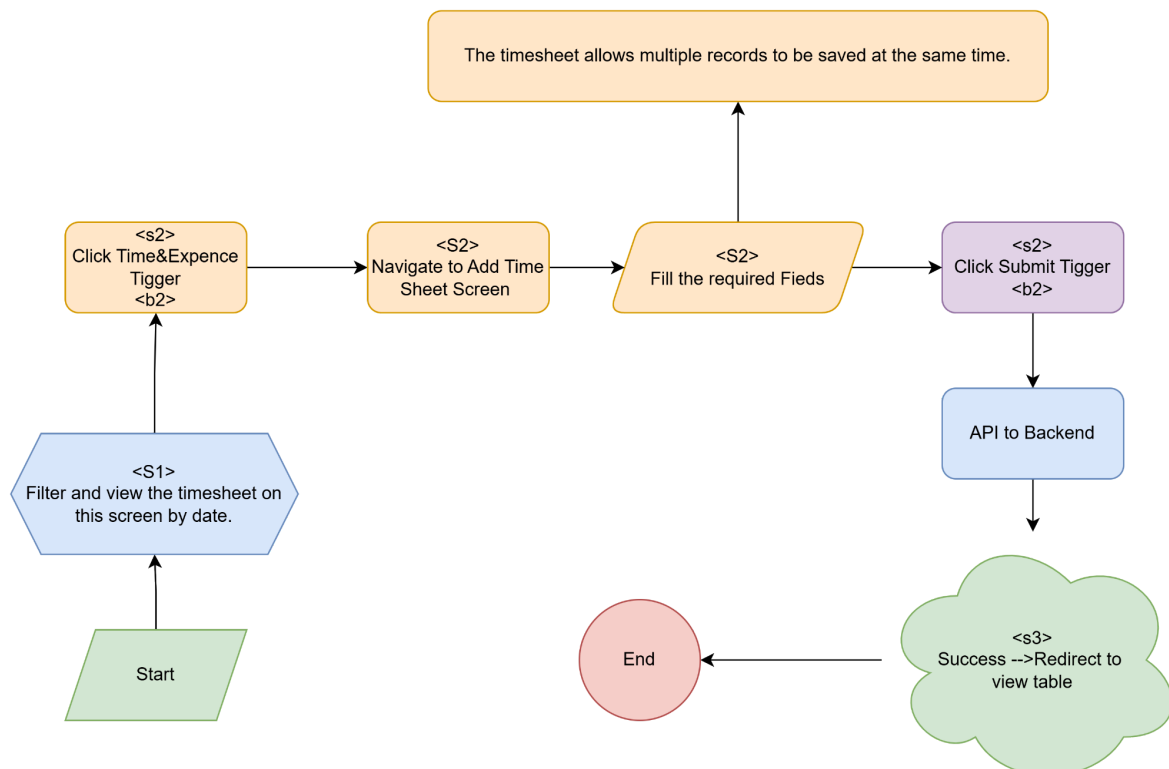 The timesheet allows multiple records to be saved at the same time.
<s2>
Click Time&Expence
Tigger
<b2>
<S2>
Navigate to Add Time
Sheet Screen
<S2>
Fill the required Fieds
<s2>
Click Submit Tigger
<b2>
API to Backend
<S1>
Filter and view the timesheet on
this screen by date.
<s3>
Success -->Redirect to
view table
End
Start